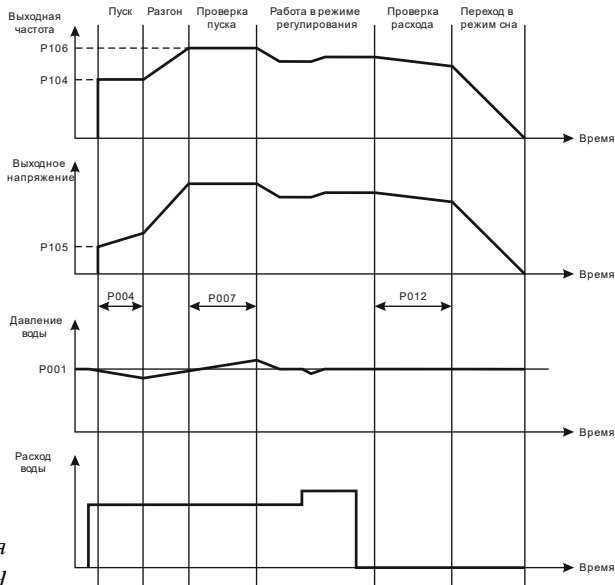 Выходная
частота
Пуск
Разгон
Проверка
пуска
Работа в режиме
регулирования
Проверка
расхода
Переход в
режим сна
P106
P104
Время
Выходное
напряжение
P105
Время
P004
P007
P012
Давление
воды
P001
Время
Расход
воды
Время
я